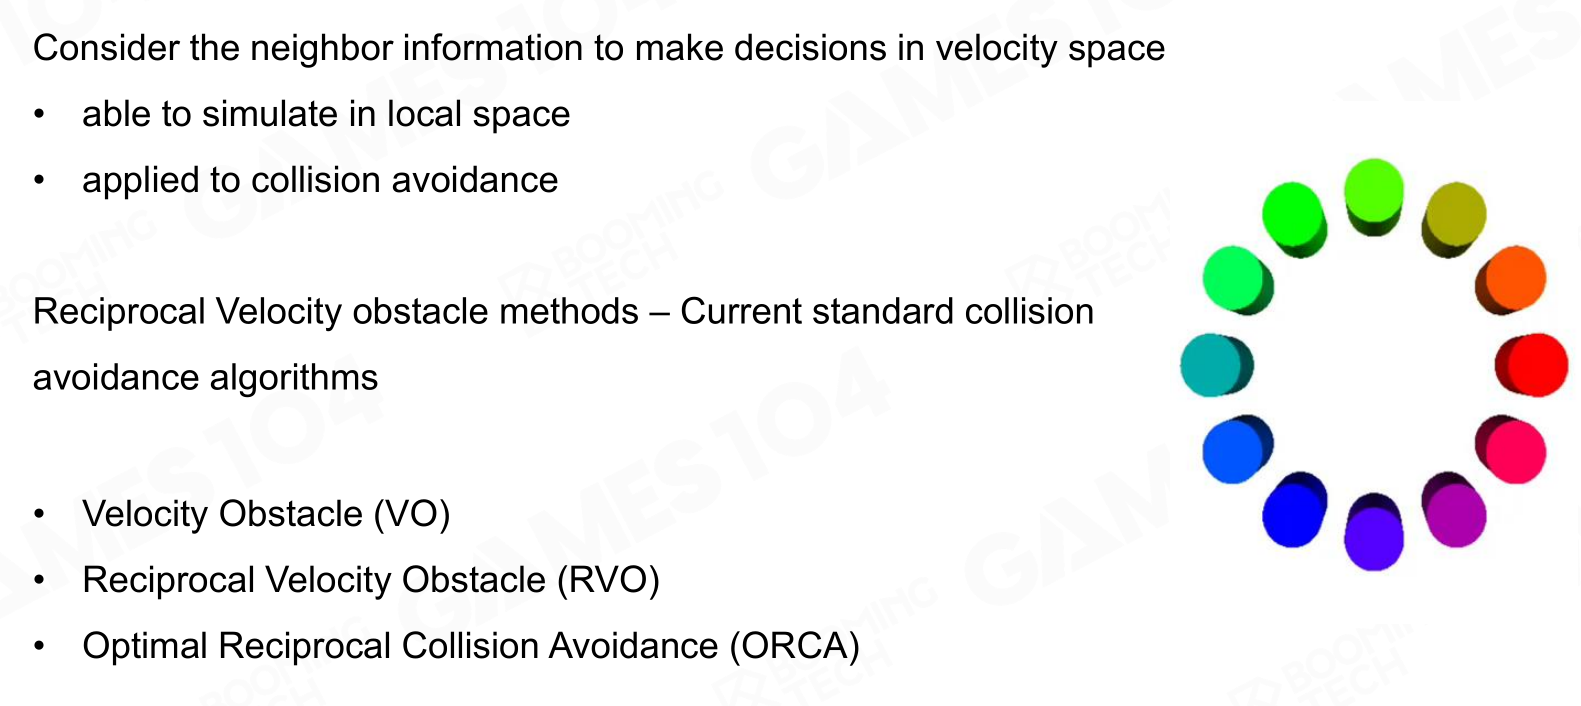 Consider the neighbor information to make decisions in velocity space
• able to simulate in local space
• applied to collision avoidance
Reciprocal Velocity obstacle methods – Current standard collision
avoidance algorithms
• Velocity Obstacle (VO)
• Reciprocal Velocity Obstacle (RVO)
• Optimal Reciprocal Collision Avoidance (ORCA)
GAMES104
BOOMING
TECH